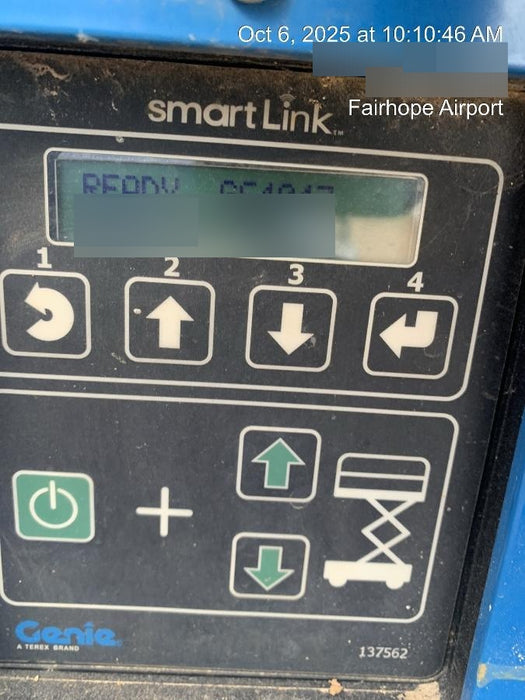 Oct 6, 2025 at 10:10:46 AM
Fairhope Airport
smartLink™
READY
1 2 3 4
Genie
A TEREX BRAND
137562